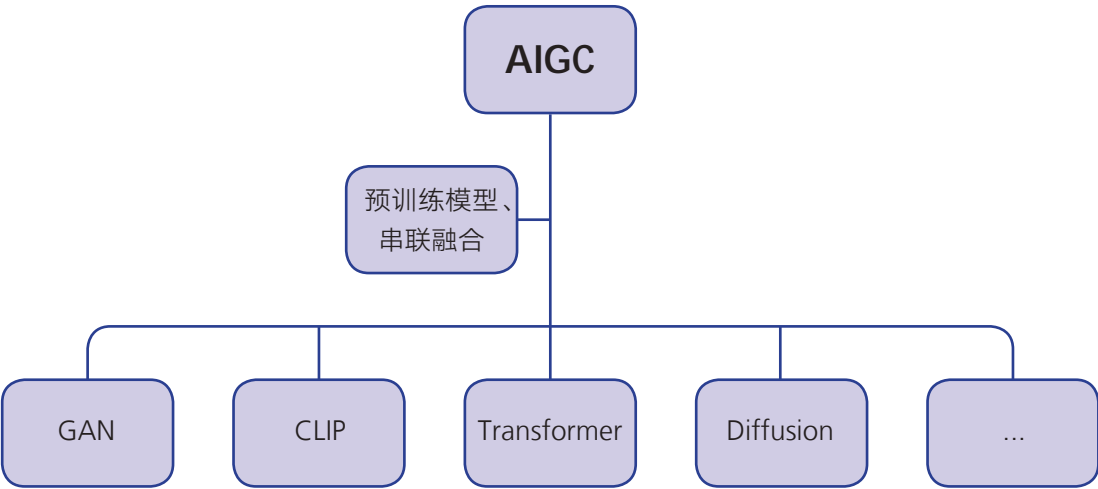 AIGC
预训练模型、
串联融合
GAN
CLIP
Transformer
Diffusion
...